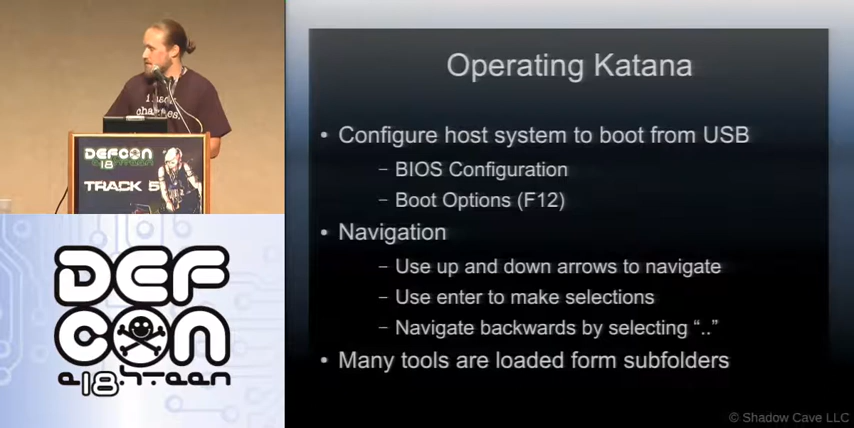 i hack
charities.
DEFCON
18
TRACK 5
DEF
CON
Operating Katana
• Configure host system to boot from USB
– BIOS Configuration
– Boot Options (F12)
• Navigation
– Use up and down arrows to navigate
– Use enter to make selections
– Navigate backwards by selecting “..”
• Many tools are loaded form subfolders
© Shadow Cave LLC